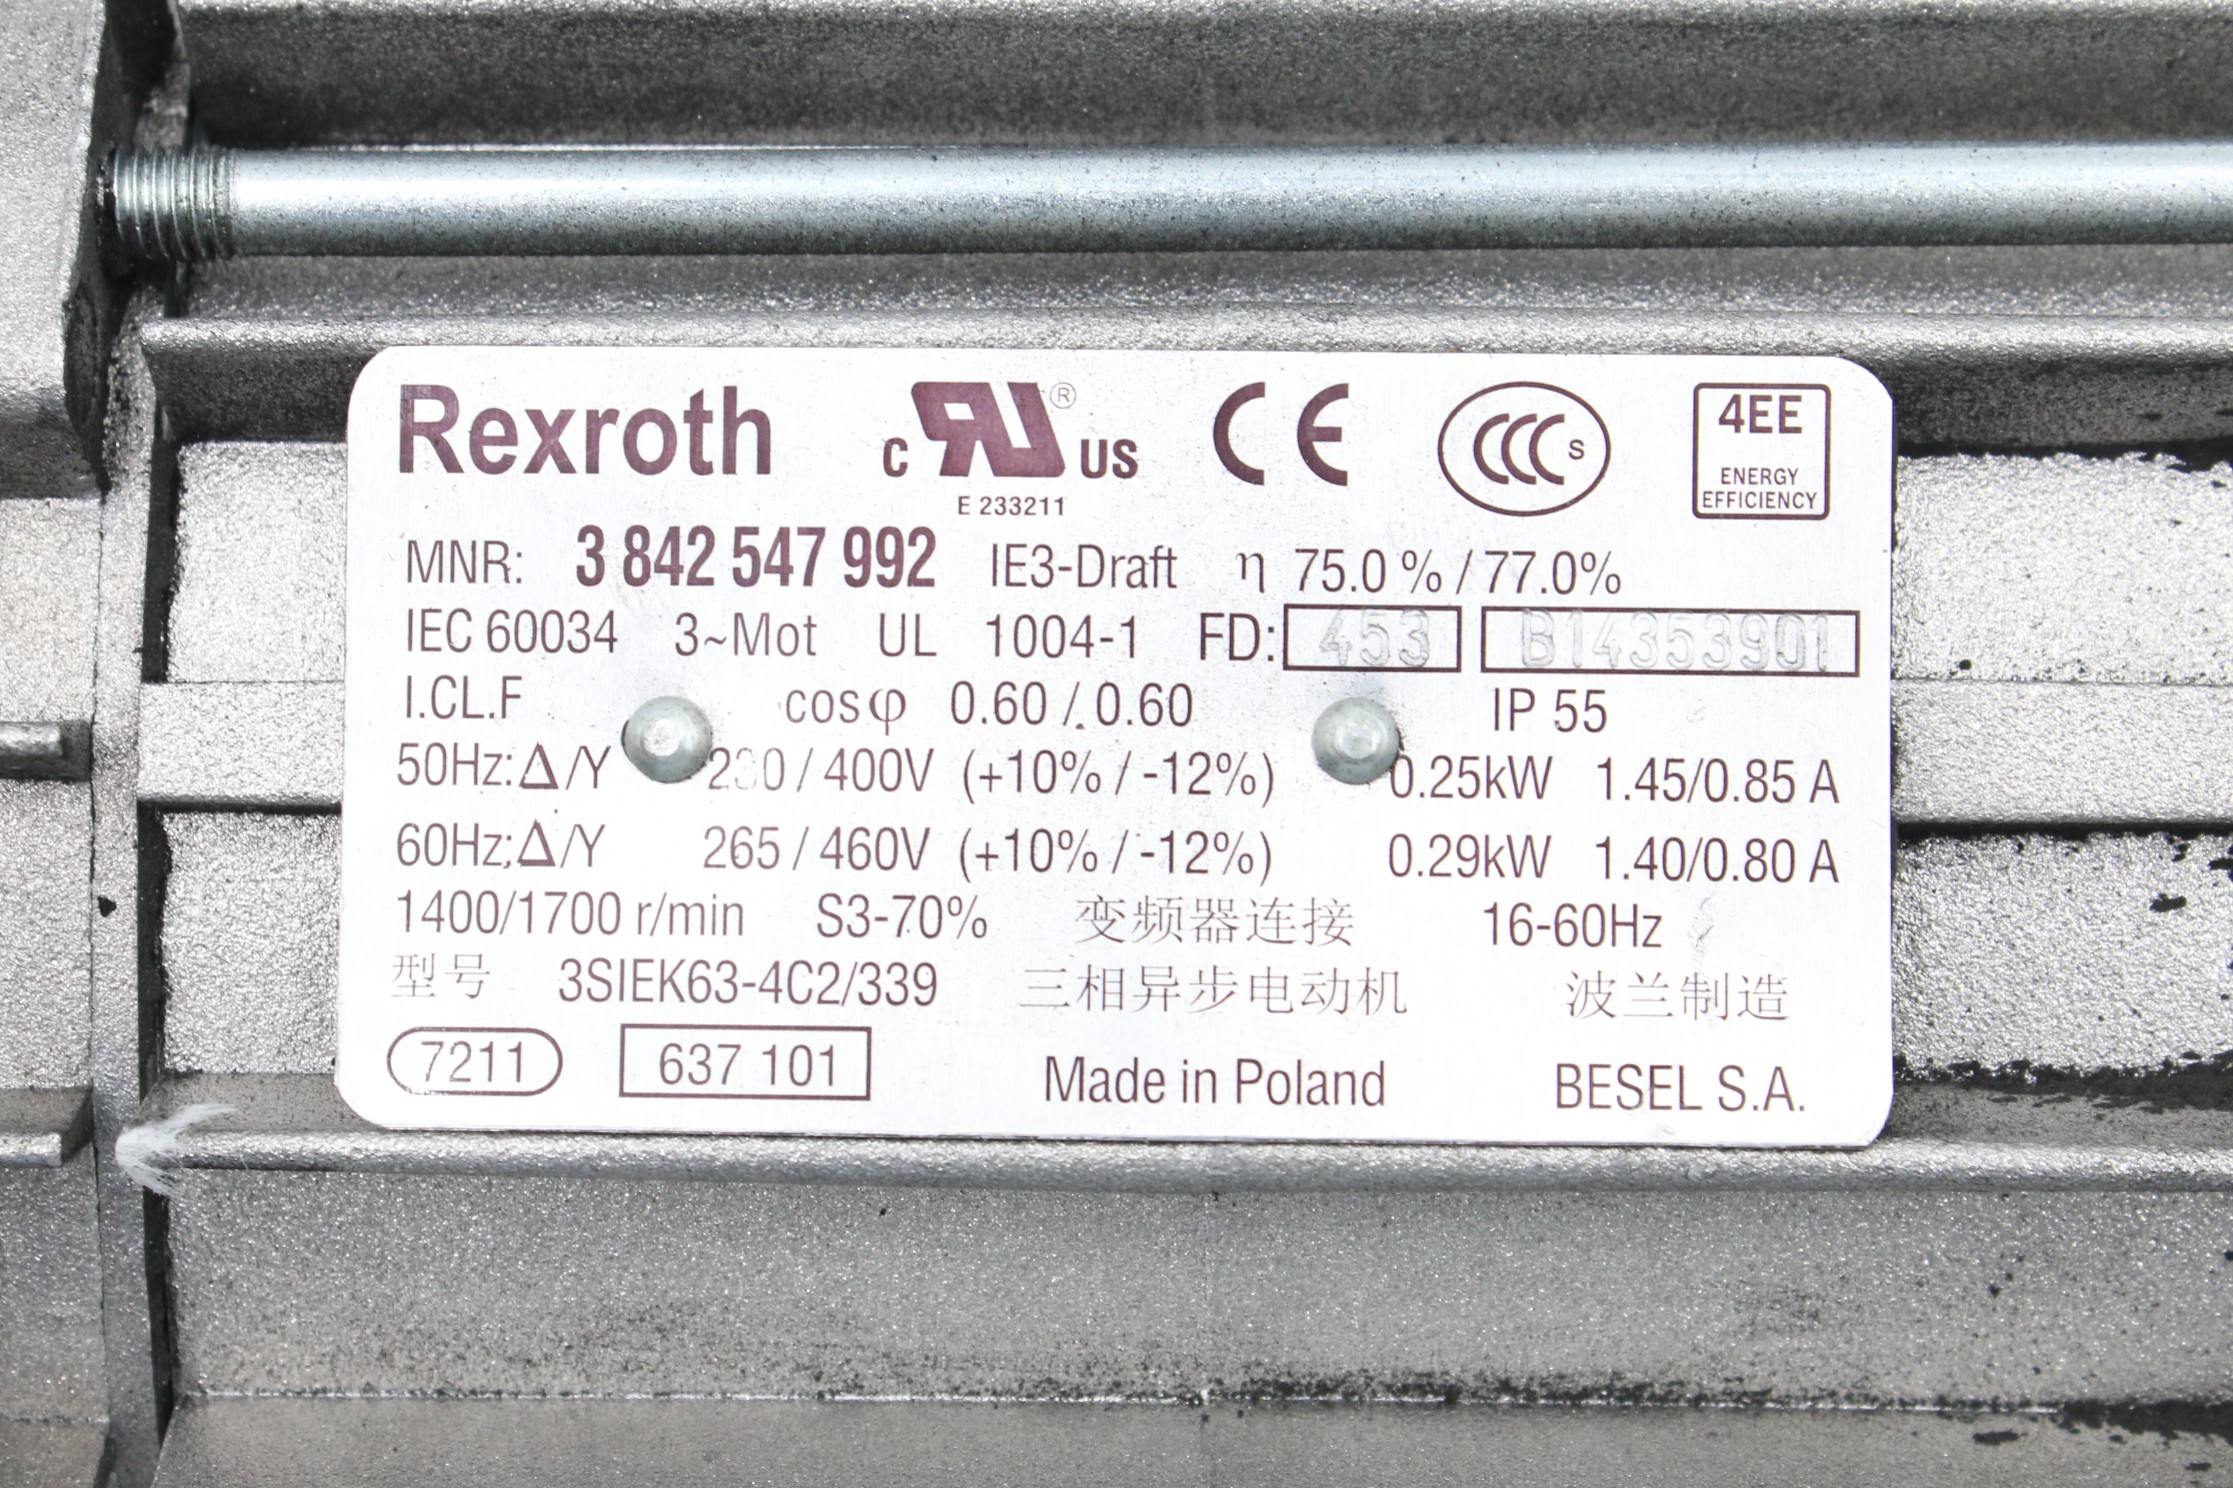 Rexroth c RU® US CE CCC S 4EE
ENERGY
EFFICIENCY
E 233211
MNR: 3 842 547 992 IE3-Draft η 75.0 % / 77.0%
IEC 60034 3~Mot UL 1004-1 FD: 453 B14353901
I.CL.F cosφ 0.60 / 0.60 IP 55
50Hz: Δ/Y / 400V (+10% / -12%) 0.25kW 1.45/0.85 A
60Hz: Δ/Y 265 / 460V (+10% / -12%) 0.29kW 1.40/0.80 A
1400/1700 r/min S3-70% 变频器连接 16-60Hz
型号 3SIEK63-4C2/339 三相异步电动机 波兰制造
7211 637 101 Made in Poland BESEL S.A.